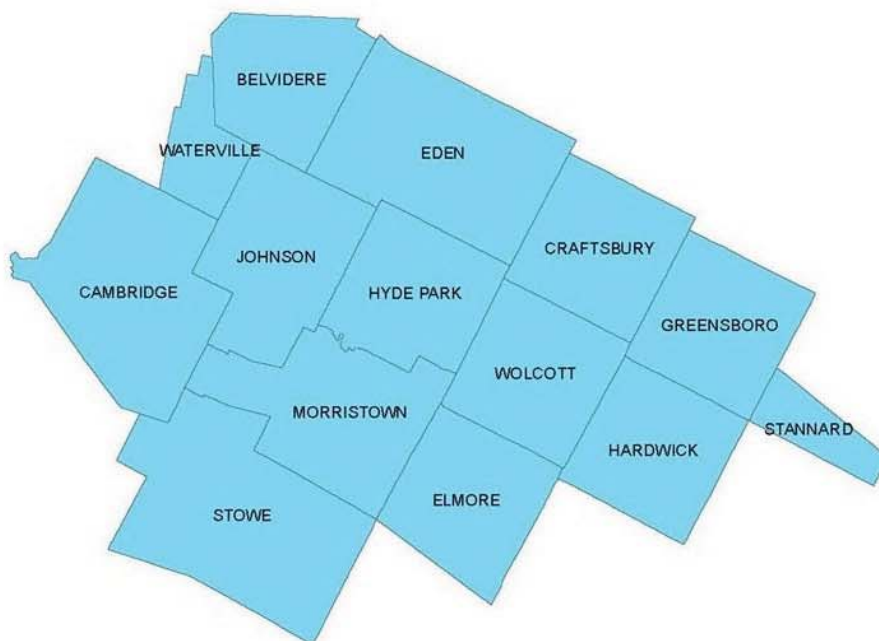 BELVIDERE
WATERVILLE
EDEN
CRAFTSBURY
JOHNSON
CAMBRIDGE
HYDE PARK
GREENSBORO
WOLCOTT
MORRISTOWN
STANNARD
HARDWICK
ELMORE
STOWE